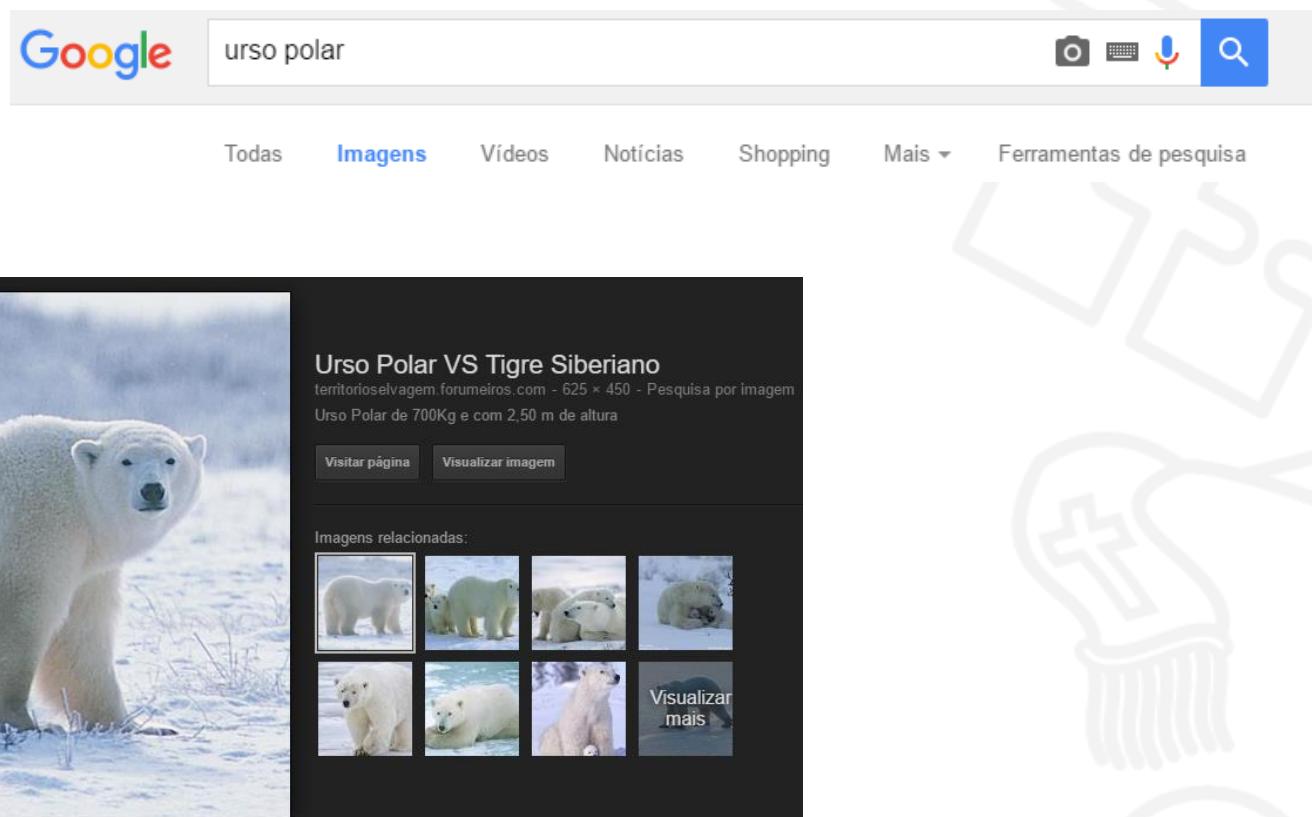 Google
urso polar
Todas Imagens Vídeos Notícias Shopping Mais Ferramentas de pesquisa
Urso Polar VS Tigre Siberiano
territorioselvagem.forumeiros.com - 625 × 450 - Pesquisa por imagem
Urso Polar de 700Kg e com 2,50 m de altura
Visitar página Visualizar imagem
Imagens relacionadas:
Visualizar
mais